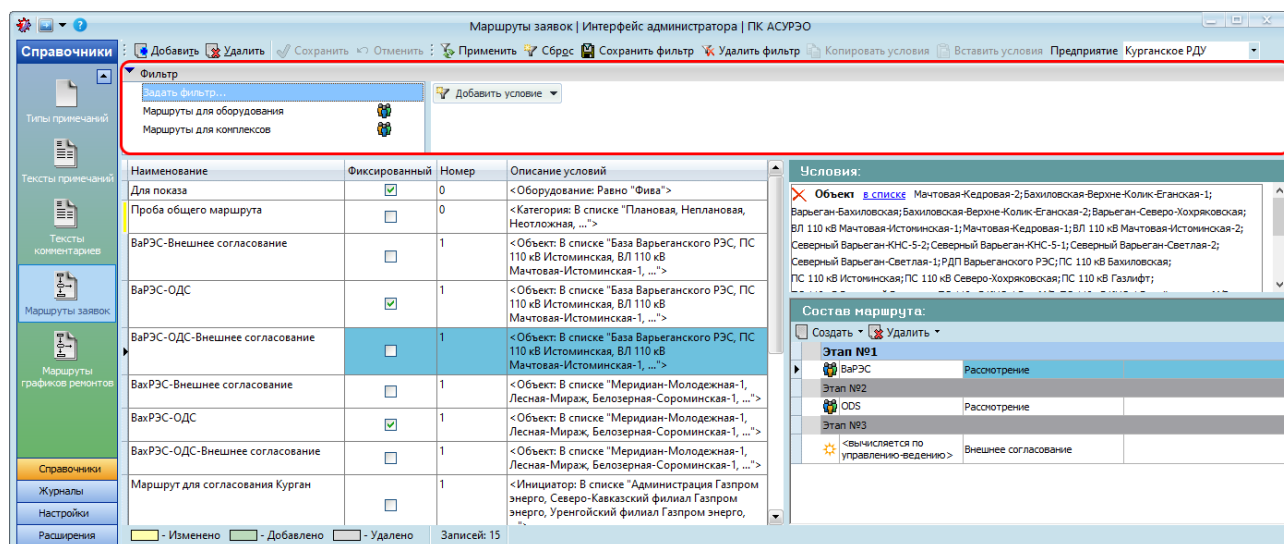 Маршруты заявок | Интерфейс администратора | ПК АСУРЭО
Справочники
Добавить Удалить Сохранить Отменить Применить Сброс Сохранить фильтр Удалить фильтр Копировать условия Вставить условия Предприятие Курганское РДУ
Фильтр
Задать фильтр...
Маршруты для оборудования
Маршруты для комплексов
Добавить условие
Типы примечаний
Тексты примечаний
Тексты
комментариев
Маршруты заявок
Маршруты
графиков ремонтов
Справочники
Журналы
Настройки
Расширения
Наименование Фиксированный Номер Описание условий
Для показа 0 <Оборудование: Равно "Фива">
Проба общего маршрута 0 <Категория: В списке "Плановая, Неплановая,
Неотложная, ...">
ВаРЭС-Внешнее согласование 1 <Объект: В списке "База Варьеганского РЭС, ПС
110 кВ Истоминская, ВЛ 110 кВ
Мачтовая-Истоминская-1, ...">
ВаРЭС-ОДС 1 <Объект: В списке "База Варьеганского РЭС, ПС
110 кВ Истоминская, ВЛ 110 кВ
Мачтовая-Истоминская-1, ...">
ВаРЭС-ОДС-Внешнее согласование 1 <Объект: В списке "База Варьеганского РЭС, ПС
110 кВ Истоминская, ВЛ 110 кВ
Мачтовая-Истоминская-1, ...">
ВахРЭС-Внешнее согласование 1 <Объект: В списке "Меридиан-Молодежная-1,
Лесная-Мираж, Белозерная-Сороминская-1, ...">
ВахРЭС-ОДС 1 <Объект: В списке "Меридиан-Молодежная-1,
Лесная-Мираж, Белозерная-Сороминская-1, ...">
ВахРЭС-ОДС-Внешнее согласование 1 <Объект: В списке "Меридиан-Молодежная-1,
Лесная-Мираж, Белозерная-Сороминская-1, ...">
Маршрут для согласования Курган 1 <Инициатор: В списке "Администрация Газпром
энерго, Северо-Кавказский филиал Газпром
энерго, Уренгойский филиал Газпром энерго,
- Изменено - Добавлено - Удалено Записей: 15
Условия:
Объект в списке Мачтовая-Кедровая-2;Бахиловская-Верхне-Колик-Еганская-1;
Варьеган-Бахиловская;Бахиловская-Верхне-Колик-Еганская-2;Варьеган-Северо-Хохряковская;
ВЛ 110 кВ Мачтовая-Истоминская-1;Мачтовая-Кедровая-1;ВЛ 110 кВ Мачтовая-Истоминская-2;
Северный Варьеган-КНС-5-2;Северный Варьеган-КНС-5-1;Северный Варьеган-Светлая-2;
Северный Варьеган-Светлая-1;РДП Варьеганского РЭС;ПС 110 кВ Бахиловская;
ПС 110 кВ Истоминская;ПС 110 кВ Северо-Хохряковская;ПС 110 кВ Газлифт;
Состав маршрута:
Создать Удалить
Этап №1
ВаРЭС Рассмотрение
Этап №2
ODS Рассмотрение
Этап №3
<вычисляется по
управлению-ведению> Внешнее согласование